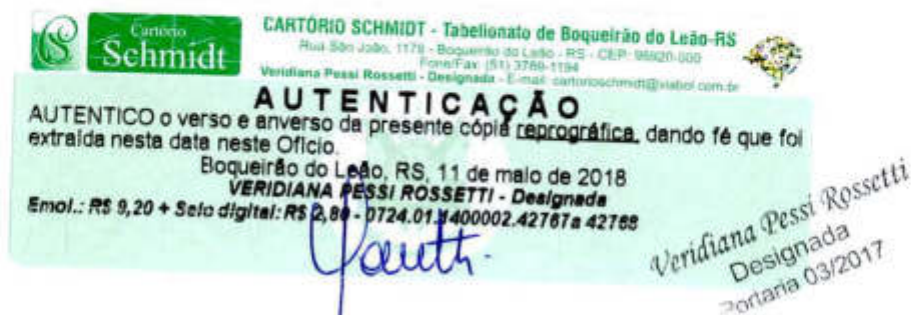 Cartório
Schmidt
CARTÓRIO SCHMIDT - Tabelionato de Boqueirão do Leão-RS
Rua São João, 1179 - Boqueirão do Leão - RS - CEP: 95920-000
Fone/Fax: (51) 3789-1194
Veridiana Pessi Rossetti - Designada - E-mail: cartorioschmidt@viabol.com.br
AUTENTICAÇÃO
AUTENTICO o verso e anverso da presente cópia reprográfica, dando fé que foi
extraída nesta data neste Ofício.
Boqueirão do Leão, RS, 11 de maio de 2018
VERIDIANA PESSI ROSSETTI - Designada
Emol.: R$ 9,20 + Selo digital: R$ 2,80 - 0724.01.1400002.42767 a 42768
Veridiana Pessi Rossetti
Designada
Portaria 03/2017